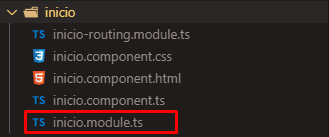 inicio
TS inicio-routing.module.ts
inicio.component.css
inicio.component.html
TS inicio.component.ts
TS inicio.module.ts